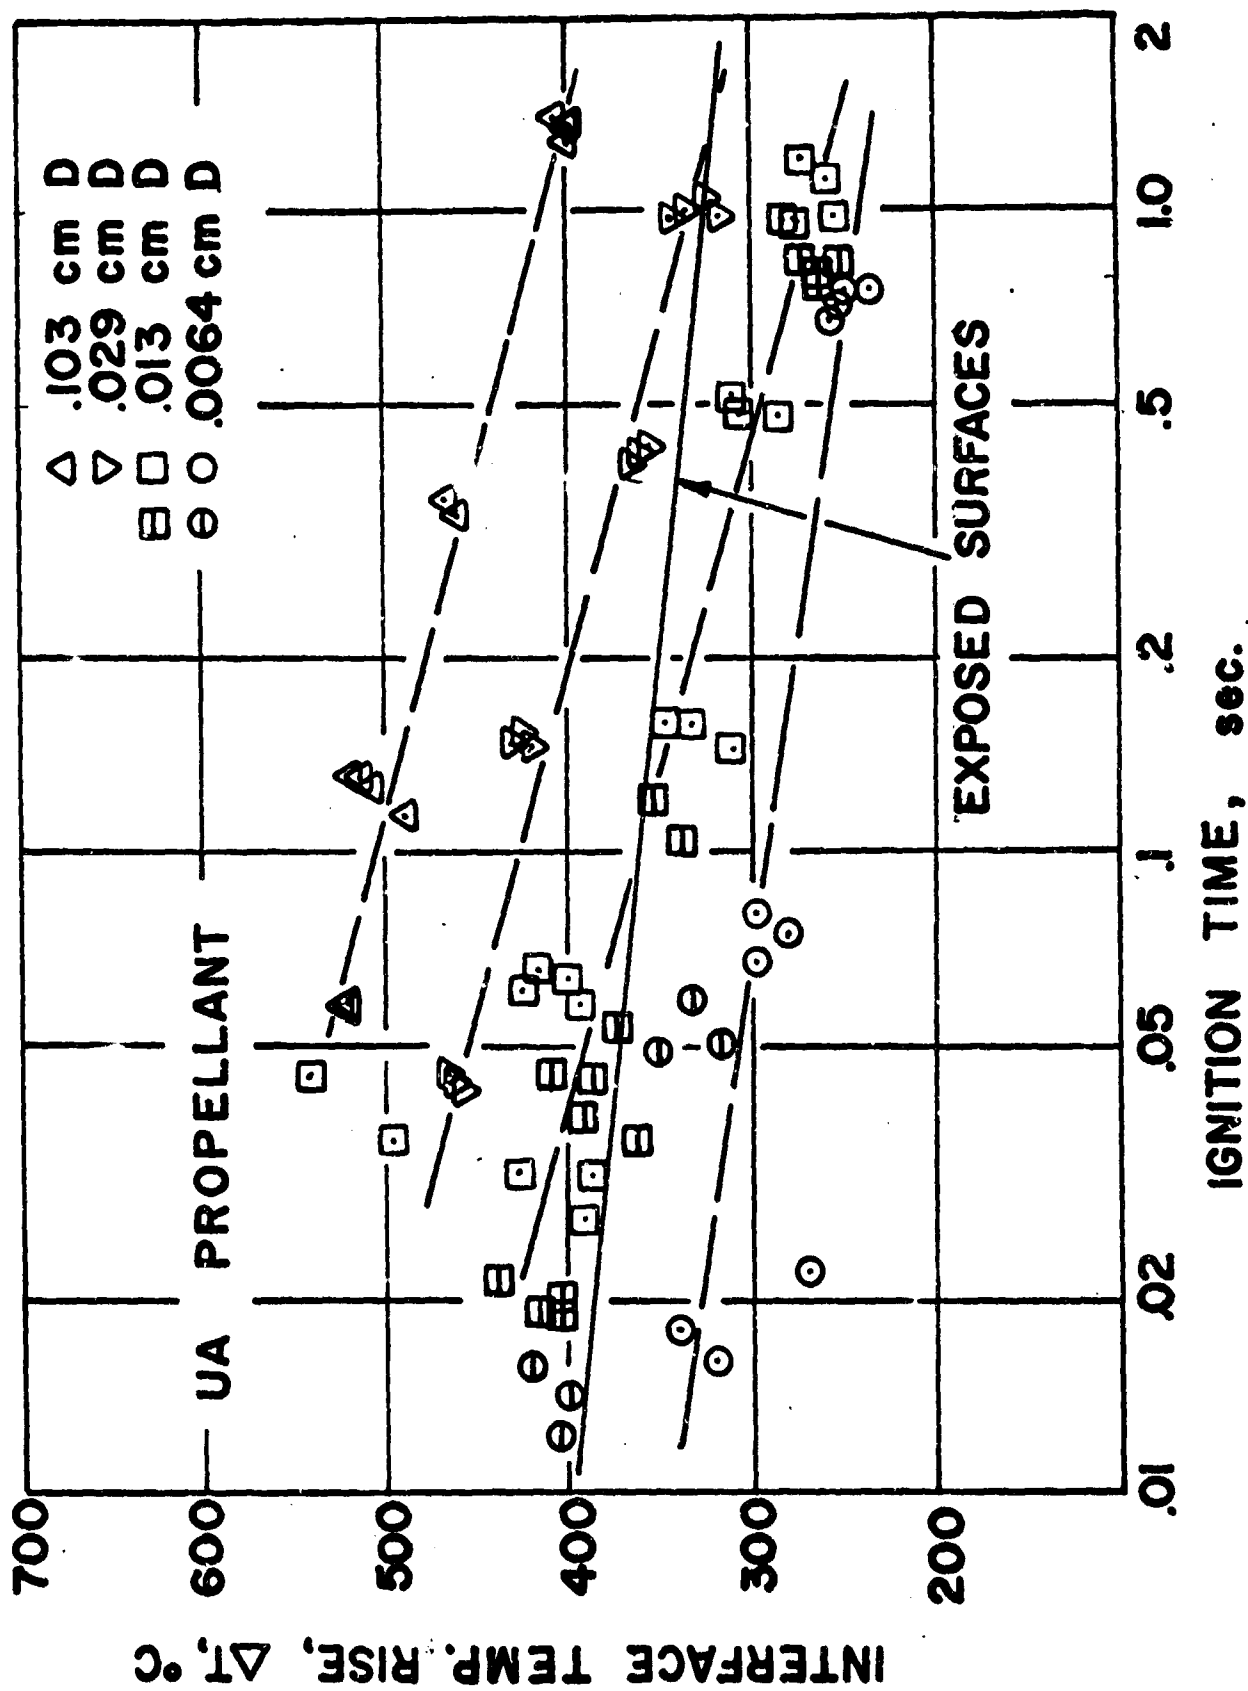 UA PROPELLANT
△ .103 cm D
▽ .029 cm D
□ .013 cm D
○ .0064 cm D
EXPOSED SURFACES
INTERFACE TEMP. RISE, ΔT, °C
700
600
500
400
300
200
.01
.02
.05
.1
.2
.5
1.0
2
IGNITION TIME, sec.